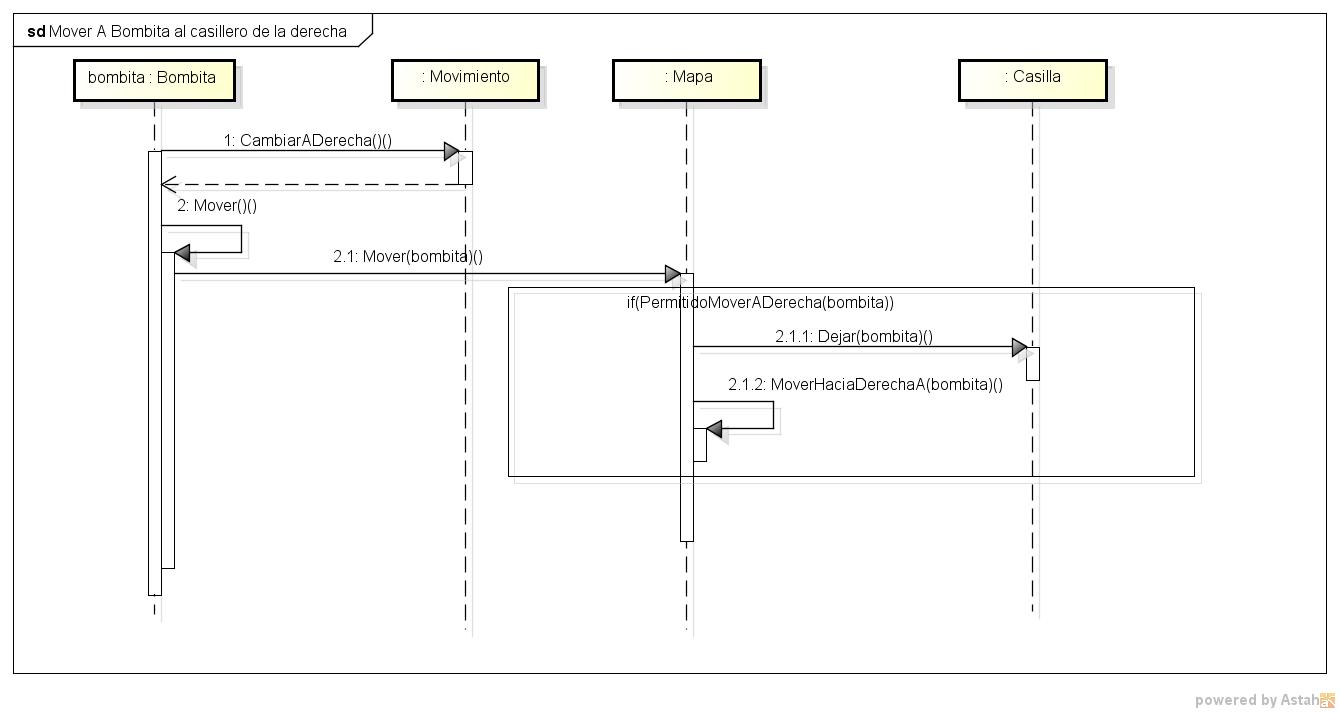 sd Mover A Bombita al casillero de la derecha
bombita : Bombita
: Movimiento
: Mapa
: Casilla
1: CambiarADerecha()()
2: Mover()()
2.1: Mover(bombita)()
if(PermitidoMoverADerecha(bombita))
2.1.1: Dejar(bombita)()
2.1.2: MoverHaciaDerechaA(bombita)()
powered by Astah